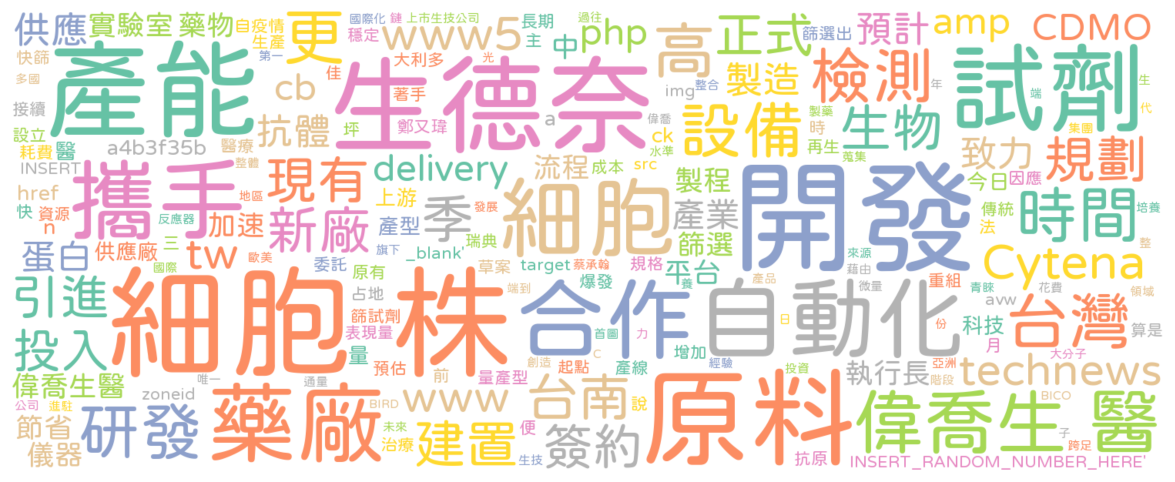 供應 實驗室 藥物 自疫情 國際化 鏈 上市生技公司 過往
生產 更 穩定 www5 長期 主 中 php 高 正式 篩選出 預計 amp CDMO
快篩 第一 佳 大利多 光
多國 產能 cb 生德奈 著手 img 整合 製造 檢測 年 試劑 生 端 代
接續 a4b3f35b 抗體 坪 鄭又瑋 a 偉喬 設備 製藥 時 生物 集團
設立 耗費 醫 醫療 ck 水準 再生 蒐集
INSERT 整體 流程 成本 src 致力 規劃
href 攜手 現有 delivery 製程 開發 今日 因應
快 資源 地區 上游 季 細胞 產業 傳統 時間 培養
n 反應器 加速 新廠 產型 發展 篩選 法
蛋白 供應廠 三 tw 歐美 委託 旗下 瑞典 _blank' 來源 Cytena 整
國際 原有 草案 target 蔡承翰 規格 平台 產品 藉由 重組
引進 占地 端到 爆發 養 微量 青睞 avw 花費 領域
細胞株 篩試劑 合作 自動化 份 科技 台灣
投入 表現量 量 首圖 力 日 月 算是
預估 前 創造 C 起點 產線 增加 經驗 投資 執行長 亞洲 大分子
偉喬生醫 唯一 通量 量產型 說 階段 technews
公司 進駐 zoneid BIRD www 台南 BICO
節省 研發 藥廠 未來 便 原料 偉喬生醫 子
儀器 治療 建置 生技 簽約 抗原 跨足
INSERT_RANDOM_NUMBER_HERE'